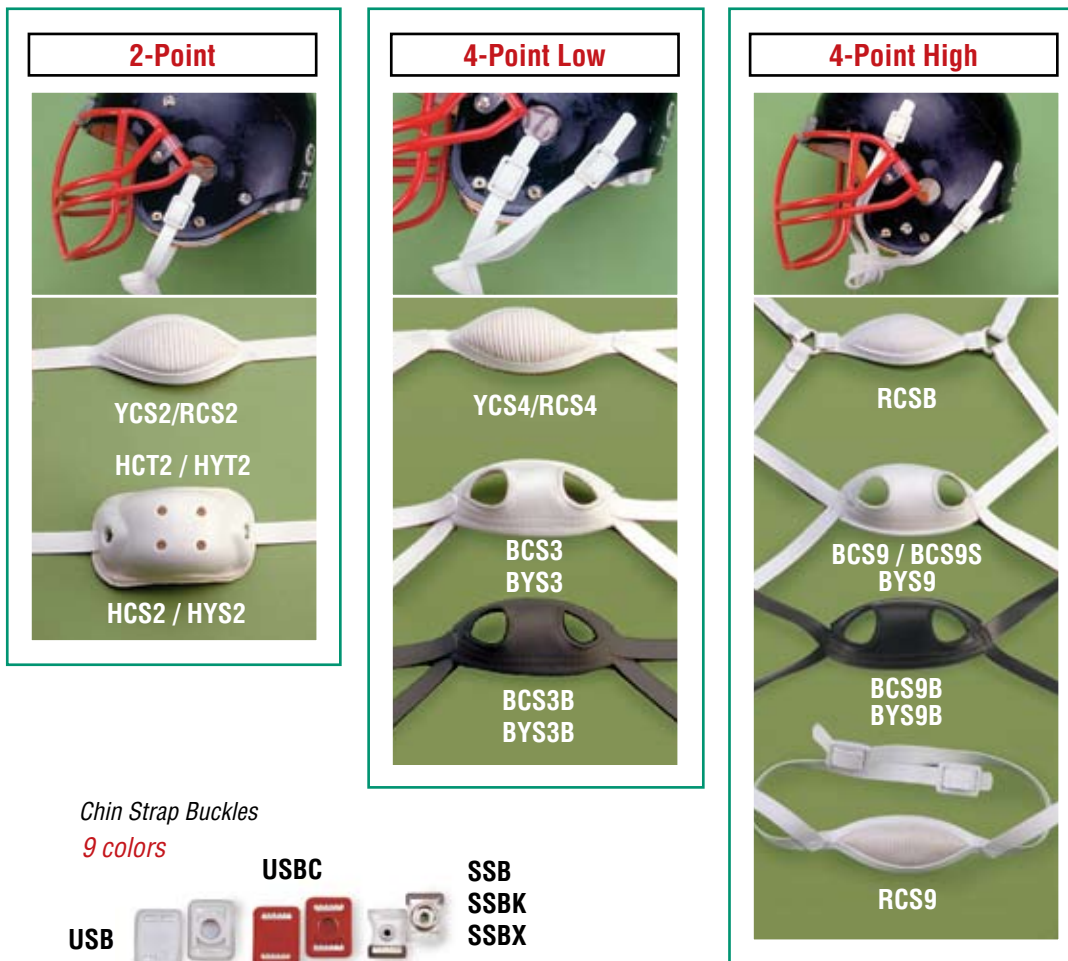 2-Point
YCS2/RCS2
HCT2 / HYT2
HCS2 / HYS2
4-Point Low
YCS4/RCS4
BCS3
BYS3
BCS3B
BYS3B
4-Point High
RCSB
BCS9 / BCS9S
BYS9
BCS9B
BYS9B
RCS9
Chin Strap Buckles
9 colors
USB
USBC
SSB
SSBK
SSBX